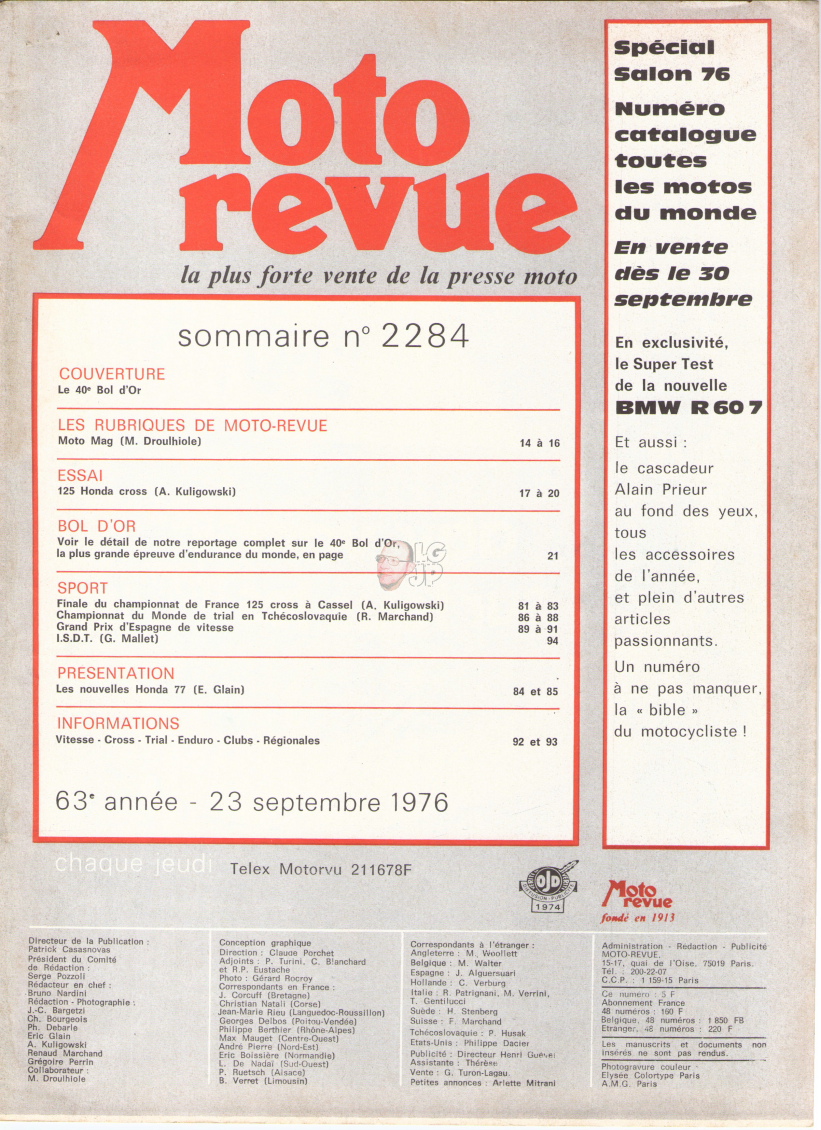 Moto
revue
la plus forte vente de la presse moto
sommaire n° 2284
COUVERTURE
Le 40e Bol d'Or
LES RUBRIQUES DE MOTO-REVUE
Moto Mag (M. Droulhiole) 14 à 16
ESSAI
125 Honda cross (A. Kuligowski) 17 à 20
BOL D'OR
Voir le détail de notre reportage complet sur le 40e Bol d'Or,
la plus grande épreuve d'endurance du monde, en page 21
LG
JP
SPORT
Finale du championnat de France 125 cross à Cassel (A. Kuligowski) 81 à 83
Championnat du Monde de trial en Tchécoslovaquie (R. Marchand) 86 à 88
Grand Prix d'Espagne de vitesse 89 à 91
I.S.D.T. (G. Mallet) 94
PRESENTATION
Les nouvelles Honda 77 (E. Glain) 84 et 85
INFORMATIONS
Vitesse - Cross - Trial - Enduro - Clubs - Régionales 92 et 93
63e année - 23 septembre 1976
Spécial
Salon 76
Numéro
catalogue
toutes
les motos
du monde
En vente
dès le 30
septembre
En exclusivité,
le Super Test
de la nouvelle
BMW R 60 7
Et aussi :
le cascadeur
Alain Prieur
au fond des yeux,
tous
les accessoires
de l'année,
et plein d'autres
articles
passionnants.
Un numéro
à ne pas manquer,
la « bible »
du motocycliste !
chaque jeudi Telex Motorvu 211678F
OJD
1974
Moto
revue
fondé en 1913
Directeur de la Publication :
Patrick Casasnovas
Président du Comité
de Rédaction :
Serge Pozzoli
Rédacteur en chef :
Bruno Nardini
Rédaction - Photographie :
J.-C. Bargetzi
Ch. Bourgeois
Ph. Debarle
Eric Glain
A. Kuligowski
Renaud Marchand
Grégoire Perrin
Collaborateur :
M. Droulhiole
Conception graphique
Direction : Claude Porchet
Adjoints : P. Turini, C. Blanchard
et R.P. Eustache
Photo : Gérard Rocroy
Correspondants en France :
J. Corcuff (Bretagne)
Christian Natali (Corse)
Jean-Marie Rieu (Languedoc-Roussillon)
Georges Delbos (Poitou-Vendée)
Philippe Berthier (Rhône-Alpes)
Max Mauget (Centre-Ouest)
André Pierre (Nord-Est)
Eric Boissière (Normandie)
L. De Nadaï (Sud-Ouest)
P. Ruetsch (Alsace)
B. Verret (Limousin)
Correspondants à l'étranger :
Angleterre : M. Woollett
Belgique : M. Walter
Espagne : J. Alguersuari
Hollande : C. Verburg
Italie : R. Patrignani, M. Verrini,
T. Gentilucci
Suède : H. Stenberg
Suisse : F. Marchand
Tchécoslovaquie : P. Husak
Etats-Unis : Philippe Dacier
Publicité : Directeur Henri Guével
Assistante : Thérèse
Vente : G. Turon-Lagau.
Petites annonces : Arlette Mitrani
Administration - Rédaction - Publicité
MOTO-REVUE,
15-17, quai de l'Oise, 75019 Paris.
Tél. : 200-22-07
C.C.P. : 1 159-15 Paris
Ce numéro : 5 F
Abonnement France
48 numéros : 160 F
Belgique, 48 numéros : 1 850 FB
Etranger, 48 numéros : 220 F
Les manuscrits et documents non
insérés ne sont pas rendus.
Photogravure couleur
Elysée Colortype Paris
A.M.G. Paris